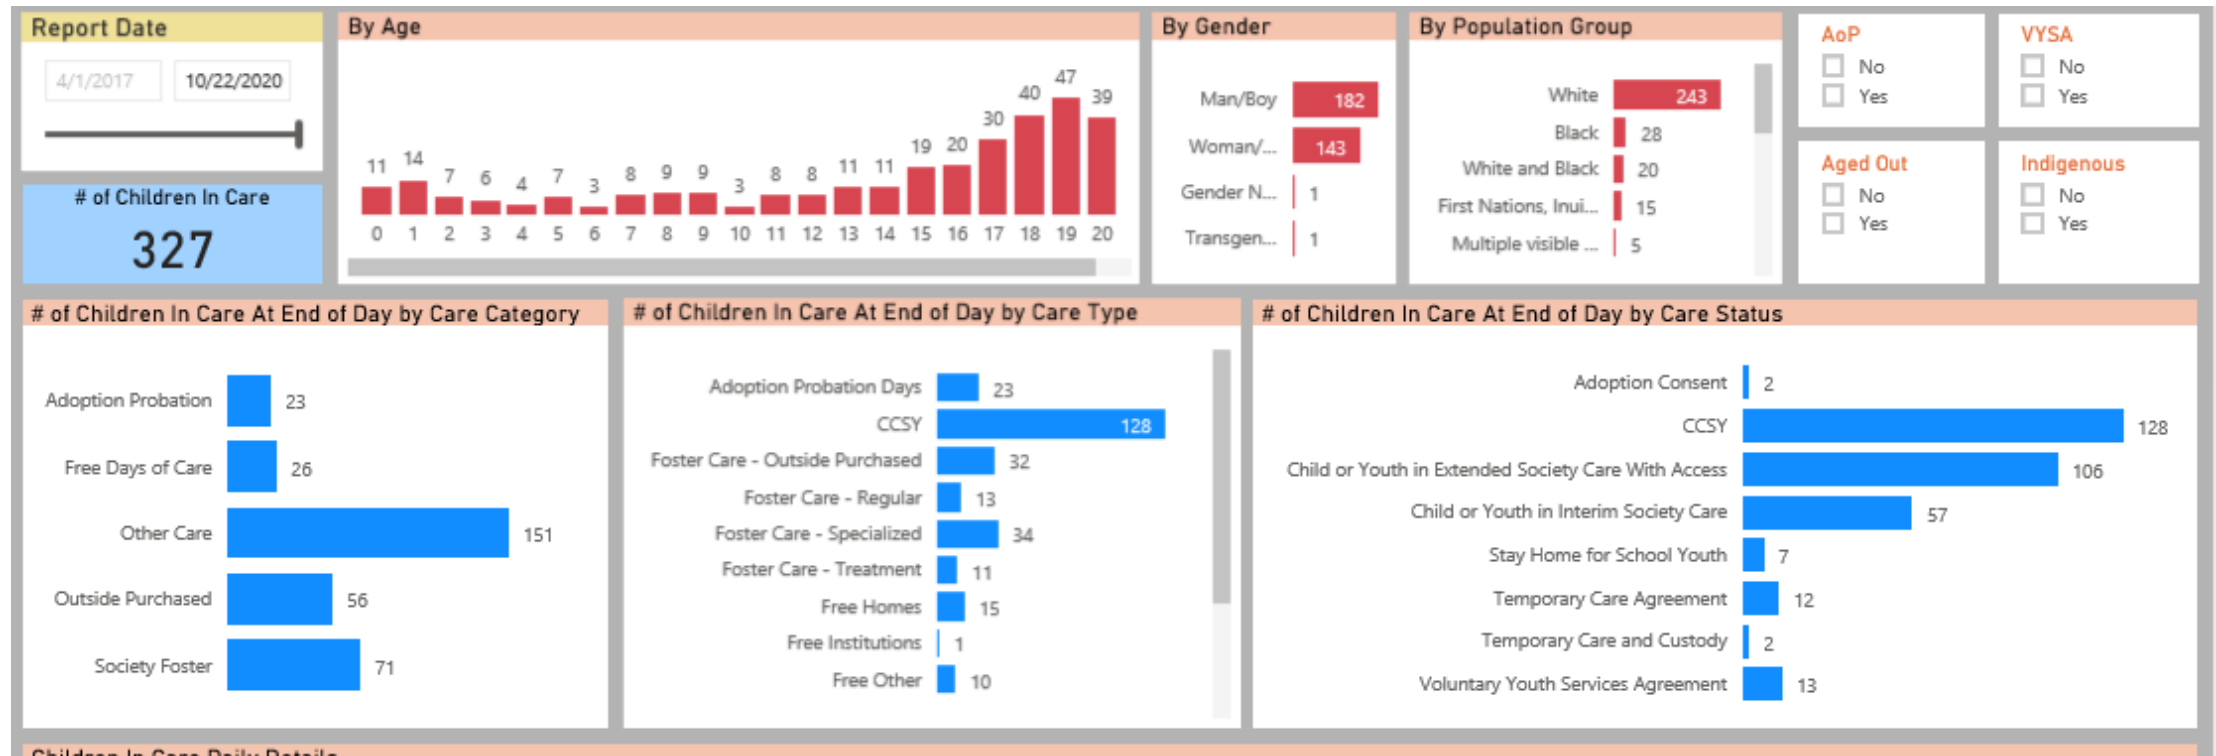 Report Date
4/1/2017 10/22/2020
# of Children In Care
327
By Age
11 14 7 6 4 7 3 8 9 9 3 8 8 11 11 19 20 30 40 47 39
0 1 2 3 4 5 6 7 8 9 10 11 12 13 14 15 16 17 18 19 20
By Gender
Man/Boy 182
Woman/... 143
Gender N... 1
Transgen... 1
By Population Group
White 243
Black 28
White and Black 20
First Nations, Inui... 15
Multiple visible ... 5
AoP
No
Yes
VYSA
No
Yes
Aged Out
No
Yes
Indigenous
No
Yes
# of Children In Care At End of Day by Care Category
Adoption Probation 23
Free Days of Care 26
Other Care 151
Outside Purchased 56
Society Foster 71
# of Children In Care At End of Day by Care Type
Adoption Probation Days 23
CCSY 128
Foster Care - Outside Purchased 32
Foster Care - Regular 13
Foster Care - Specialized 34
Foster Care - Treatment 11
Free Homes 15
Free Institutions 1
Free Other 10
# of Children In Care At End of Day by Care Status
Adoption Consent 2
CCSY 128
Child or Youth in Extended Society Care With Access 106
Child or Youth in Interim Society Care 57
Stay Home for School Youth 7
Temporary Care Agreement 12
Temporary Care and Custody 2
Voluntary Youth Services Agreement 13
Children In Care Daily Details